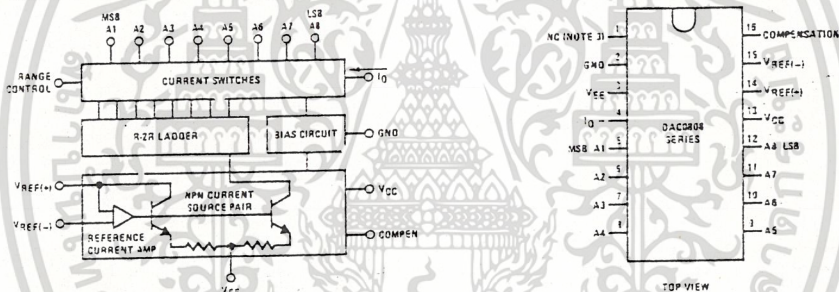 MSB LSB
A1 A2 A3 A4 A5 A6 A7 A8
RANGE
CONTROL
CURRENT SWITCHES
IO
R-2R LADDER
BIAS CIRCUIT
GND
VREF(+)
NPN CURRENT
SOURCE PAIR
VCC
VREF(–)
REFERENCE
CURRENT AMP
COMPEN
VEE
NC (NOTE 2) 1
GND 2
VEE 3
IO 4
MSB A1 5
A2 6
A3 7
A4 8
DAC0808
SERIES
16 COMPENSATION
15 VREF(–)
14 VREF(+)
13 VCC
12 A8 LSB
11 A7
10 A6
9 A5
TOP VIEW